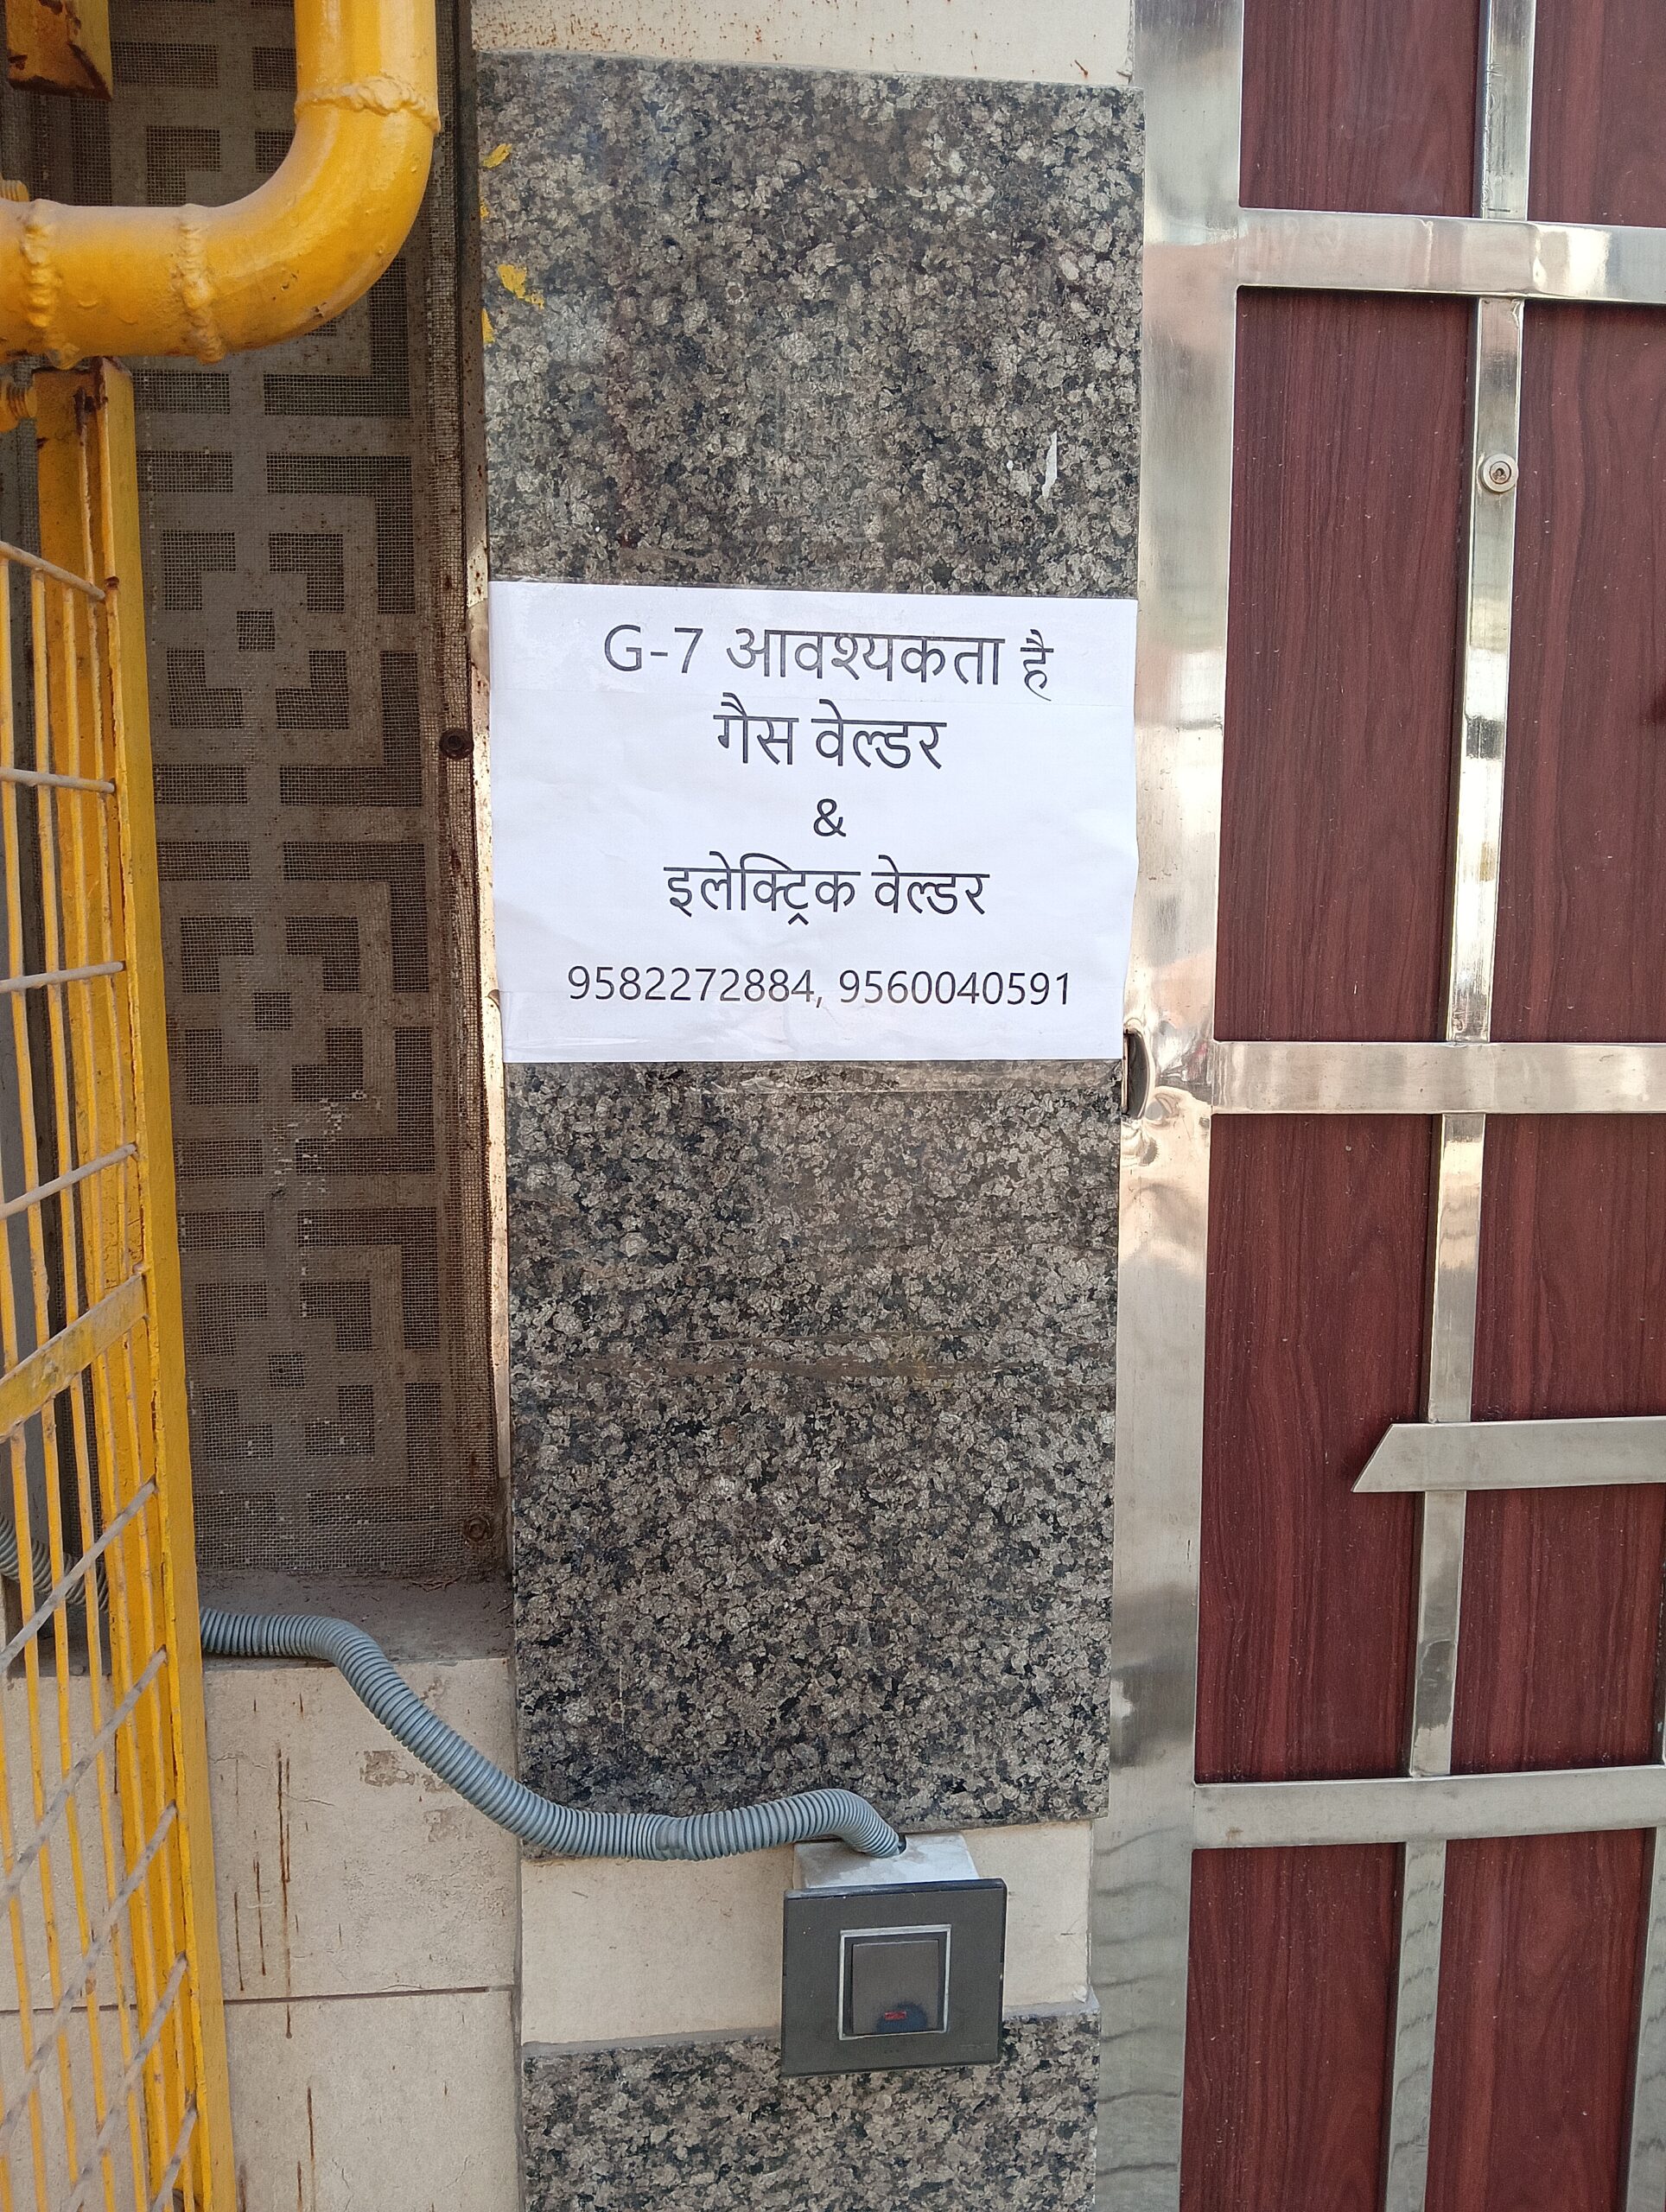 G-7 आवश्यकता है
गैस वेल्डर
&
इलेक्ट्रिक वेल्डर
9582272884, 9560040591